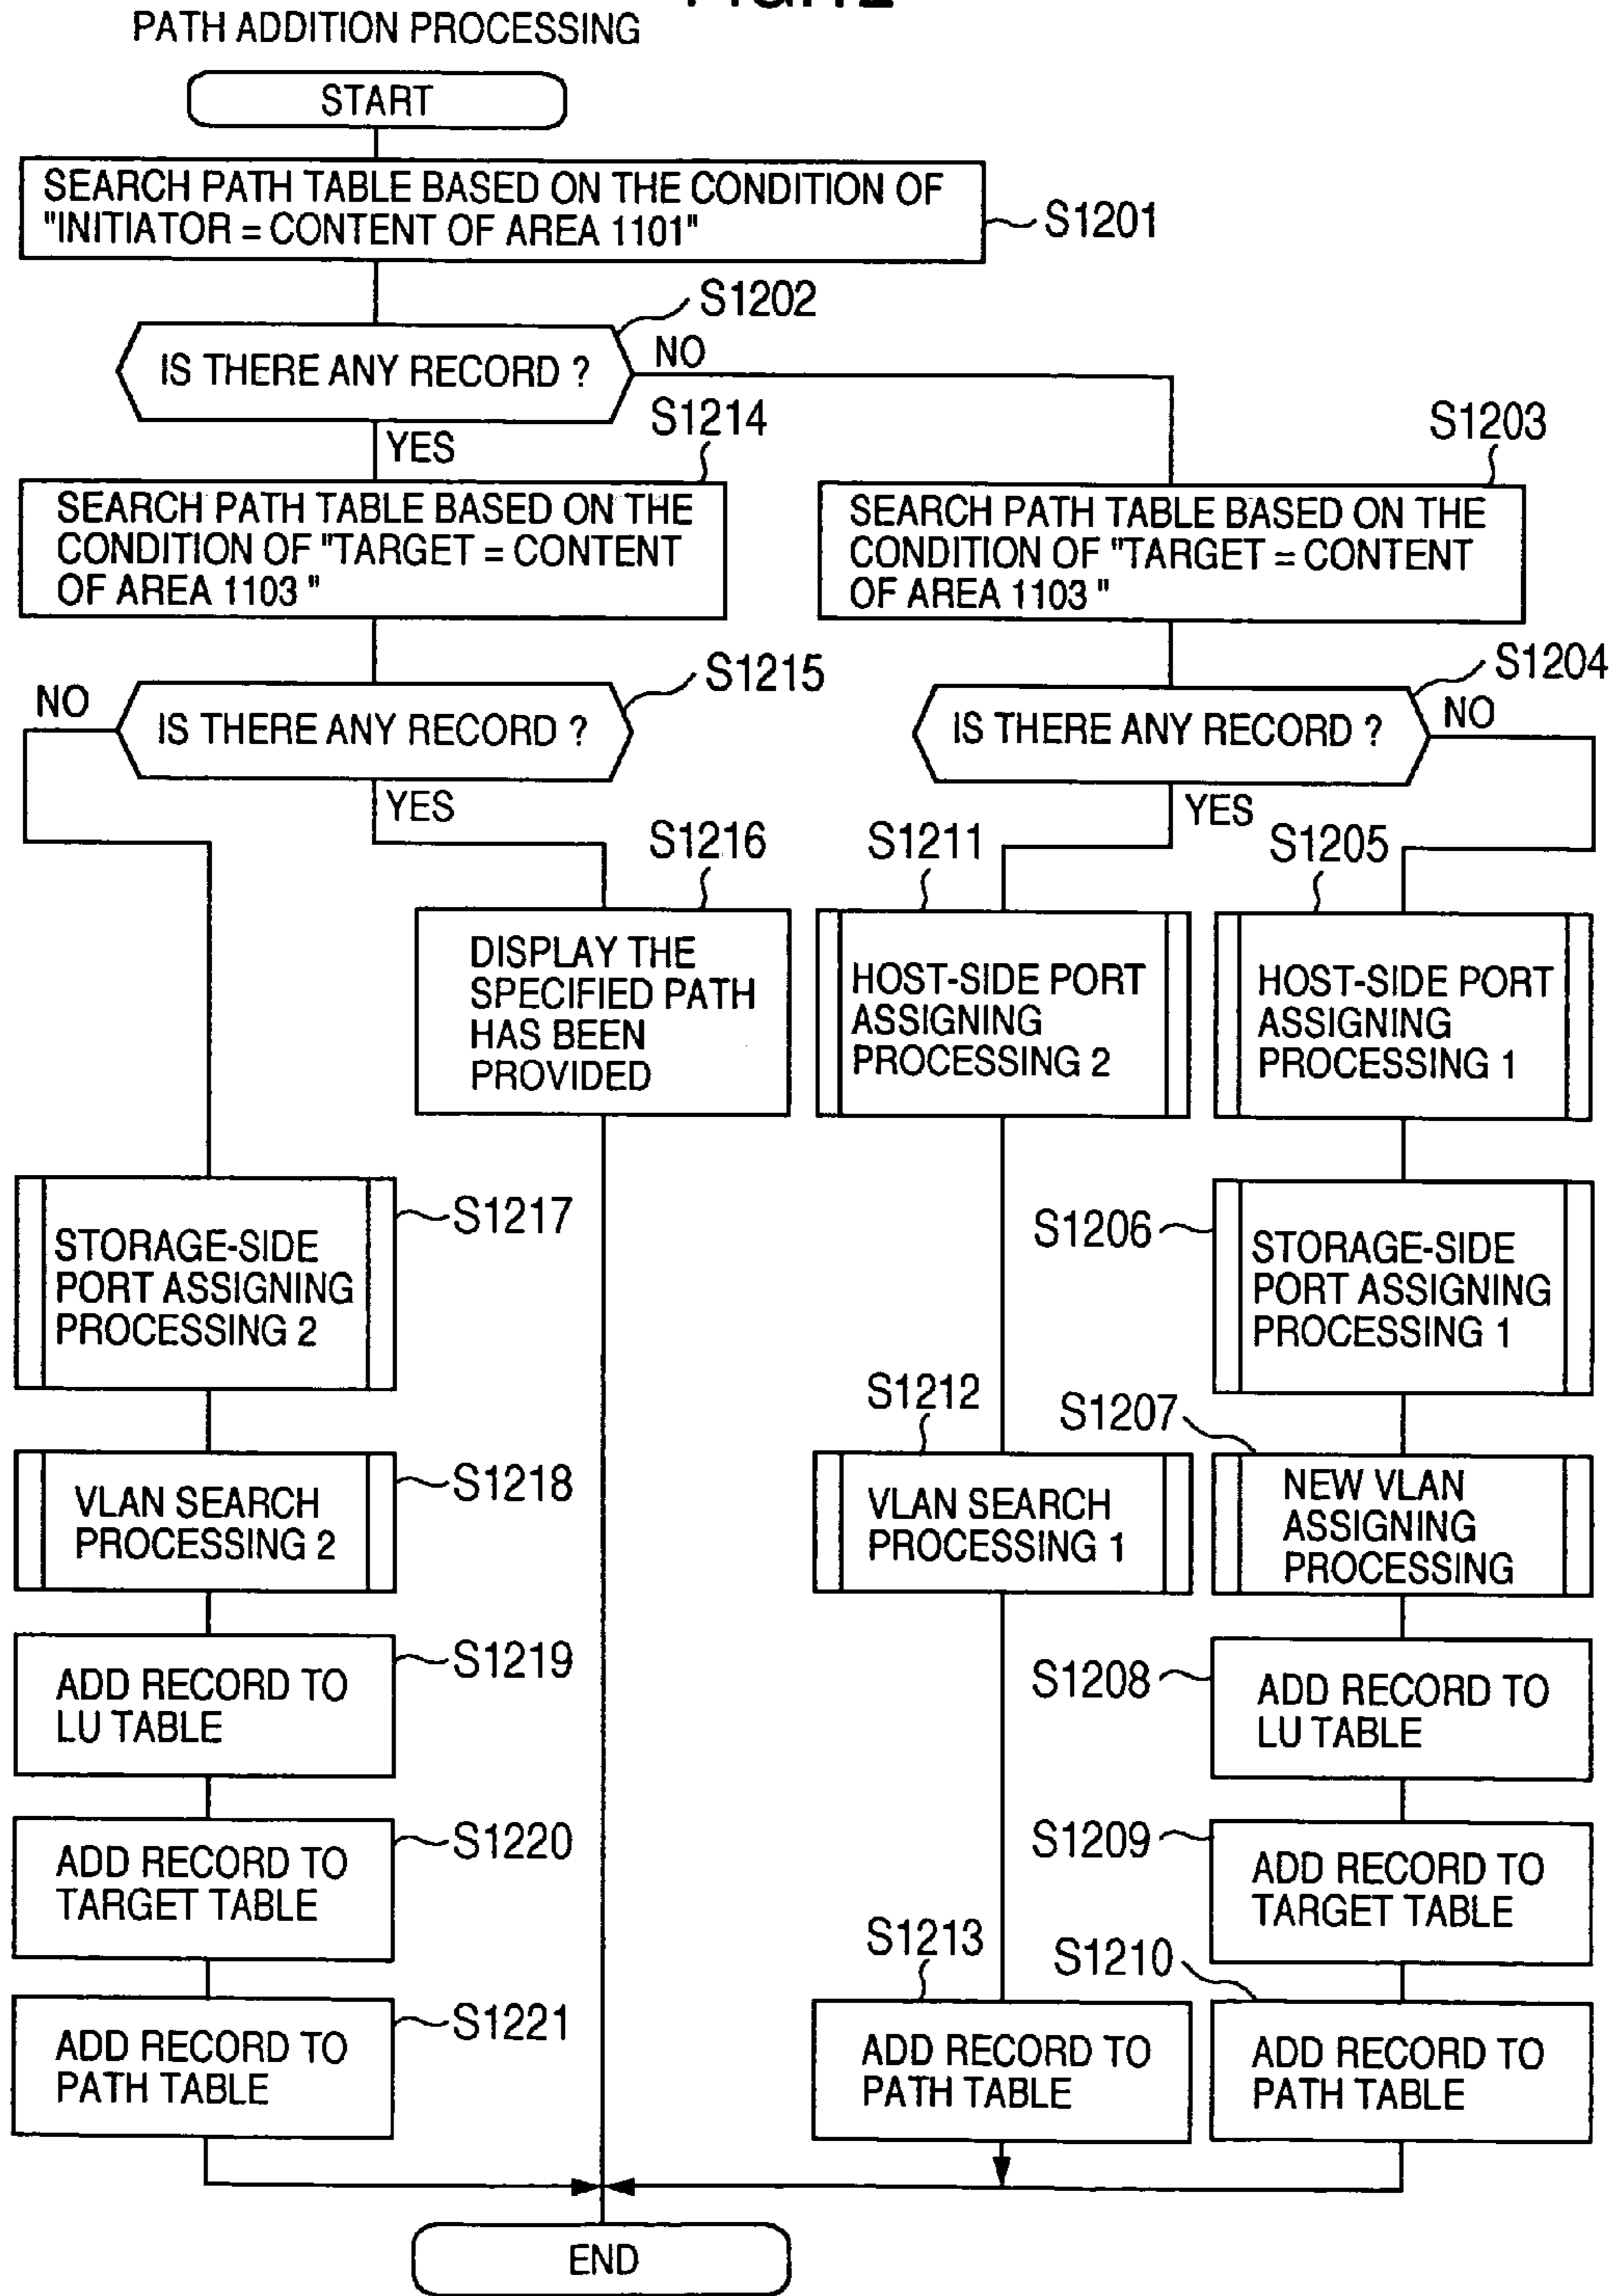 PATH ADDITION PROCESSING
START
SEARCH PATH TABLE BASED ON THE CONDITION OF
"INITIATOR = CONTENT OF AREA 1101"
S1201
S1202
IS THERE ANY RECORD ?
NO
YES
S1214
SEARCH PATH TABLE BASED ON THE
CONDITION OF "TARGET = CONTENT
OF AREA 1103 "
S1203
SEARCH PATH TABLE BASED ON THE
CONDITION OF "TARGET = CONTENT
OF AREA 1103 "
S1215
NO
IS THERE ANY RECORD ?
YES
S1204
IS THERE ANY RECORD ?
NO
YES
S1216
DISPLAY THE
SPECIFIED PATH
HAS BEEN
PROVIDED
S1211
HOST-SIDE PORT
ASSIGNING
PROCESSING 2
S1205
HOST-SIDE PORT
ASSIGNING
PROCESSING 1
STORAGE-SIDE
PORT ASSIGNING
PROCESSING 2
S1217
S1206
STORAGE-SIDE
PORT ASSIGNING
PROCESSING 1
VLAN SEARCH
PROCESSING 2
S1218
S1212
VLAN SEARCH
PROCESSING 1
S1207
NEW VLAN
ASSIGNING
PROCESSING
ADD RECORD TO
LU TABLE
S1219
S1208
ADD RECORD TO
LU TABLE
ADD RECORD TO
TARGET TABLE
S1220
S1209
ADD RECORD TO
TARGET TABLE
ADD RECORD TO
PATH TABLE
S1221
S1213
ADD RECORD TO
PATH TABLE
S1210
ADD RECORD TO
PATH TABLE
END